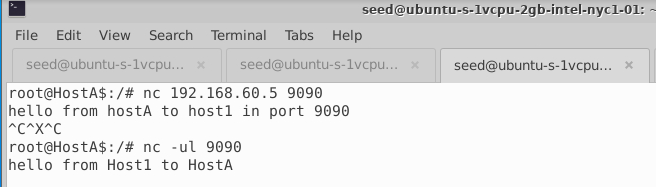 seed@ubuntu-s-1vcpu-2gb-intel-nyc1-01: ~
File Edit View Search Terminal Tabs Help
seed@ubuntu-s-1vcpu... × seed@ubuntu-s-1vcpu... × seed@ubuntu-s-1vcpu... ×
root@HostA$:/# nc 192.168.60.5 9090
hello from hostA to host1 in port 9090
^C^X^C
root@HostA$:/# nc -ul 9090
hello from Host1 to HostA